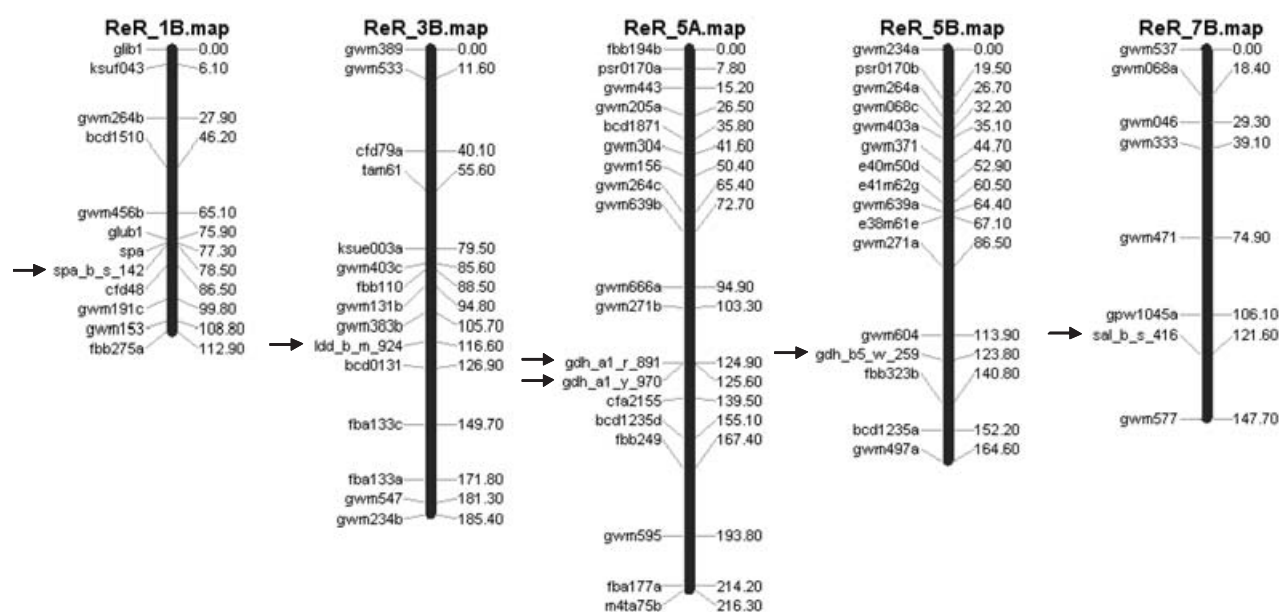 ReR_1B.map
glib1 0.00
ksuf043 6.10
gwm264b 27.90
bcd1510 46.20
gwm456b 65.10
glub1 75.90
spa 77.30
spa_b_s_142 78.50
cfd48 86.50
gwm191c 99.80
gwm153 108.80
fbb275a 112.90
ReR_3B.map
gwm389 0.00
gwm533 11.60
cfd79a 40.10
tam61 55.60
ksue003a 79.50
gwm403c 85.60
fbb110 88.50
gwm131b 94.80
gwm383b 105.70
ldd_b_m_924 116.60
bcd0131 126.90
fba133c 149.70
fba133a 171.80
gwm547 181.30
gwm234b 185.40
ReR_5A.map
fbb194b 0.00
psr0170a 7.80
gwm443 15.20
gwm205a 26.50
bcd1871 35.80
gwm304 41.60
gwm156 50.40
gwm264c 65.40
gwm639b 72.70
gwm666a 94.90
gwm271b 103.30
gdh_a1_r_891 124.90
gdh_a1_y_970 125.60
cfa2155 139.50
bcd1235d 155.10
fbb249 167.40
gwm595 193.80
fba177a 214.20
m4ta75b 216.30
ReR_5B.map
gwm234a 0.00
psr0170b 19.50
gwm264a 26.70
gwm068c 32.20
gwm403a 35.10
gwm371 44.70
e40m50d 52.90
e41m62g 60.50
gwm639a 64.40
e38m61e 67.10
gwm271a 86.50
gwm604 113.90
gdh_b5_w_259 123.80
fbb323b 140.80
bcd1235a 152.20
gwm497a 164.60
ReR_7B.map
gwm537 0.00
gwm068a 18.40
gwm046 29.30
gwm333 39.10
gwm471 74.90
gpw1045a 106.10
sal_b_s_416 121.60
gwm577 147.70